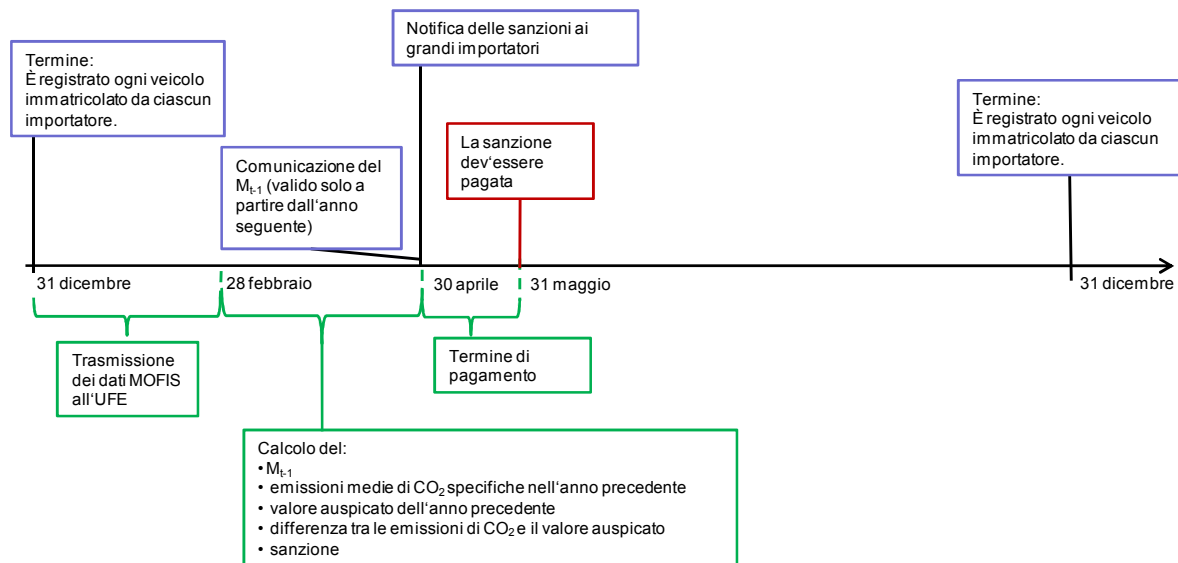 Termine:
È registrato ogni veicolo
immatricolato da ciascun
importatore.
Notifica delle sanzioni ai
grandi importatori
Comunicazione del
Mt-1 (valido solo a
partire dall‘anno
seguente)
La sanzione
dev‘essere
pagata
Termine:
È registrato ogni veicolo
immatricolato da ciascun
importatore.
31 dicembre
28 febbraio
30 aprile
31 maggio
31 dicembre
Trasmissione
dei dati MOFIS
all‘UFE
Termine di
pagamento
Calcolo del:
• Mt-1
• emissioni medie di CO2 specifiche nell‘anno precedente
• valore auspicato dell‘anno precedente
• differenza tra le emissioni di CO2 e il valore auspicato
• sanzione